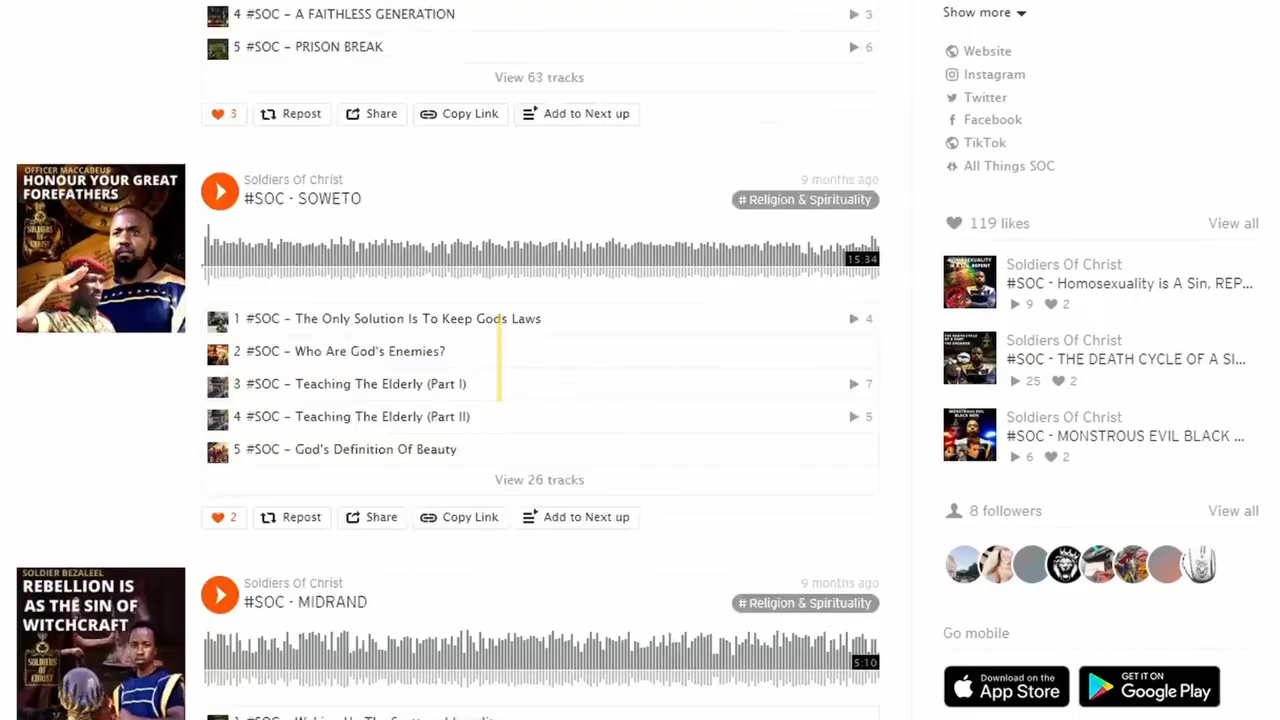 4 #SOC – A FAITHLESS GENERATION 3
5 #SOC – PRISON BREAK 6
View 63 tracks
3 Repost Share Copy Link Add to Next up
OFFICER MACCABEUS
HONOUR YOUR GREAT
FOREFATHERS
SOLDIERS
OF CHRIST
Soldiers Of Christ 9 months ago
#SOC - SOWETO # Religion & Spirituality
15:34
1 #SOC – The Only Solution Is To Keep Gods Laws 4
2 #SOC – Who Are God's Enemies?
3 #SOC – Teaching The Elderly (Part I) 7
4 #SOC – Teaching The Elderly (Part II) 5
5 #SOC – God's Definition Of Beauty
View 26 tracks
2 Repost Share Copy Link Add to Next up
SOLDIER BEZALEEL
REBELLION IS
AS THE SIN OF
WITCHCRAFT
SOLDIERS
OF CHRIST
Soldiers Of Christ 9 months ago
#SOC - MIDRAND # Religion & Spirituality
5:10
Show more
Website
Instagram
Twitter
Facebook
TikTok
All Things SOC
119 likes View all
Soldiers Of Christ
#SOC - Homosexuality is A Sin, REP...
9 2
Soldiers Of Christ
#SOC - THE DEATH CYCLE OF A SI...
25 2
Soldiers Of Christ
#SOC - MONSTROUS EVIL BLACK ...
6 2
8 followers View all
Go mobile
Download on the
App Store
GET IT ON
Google Play